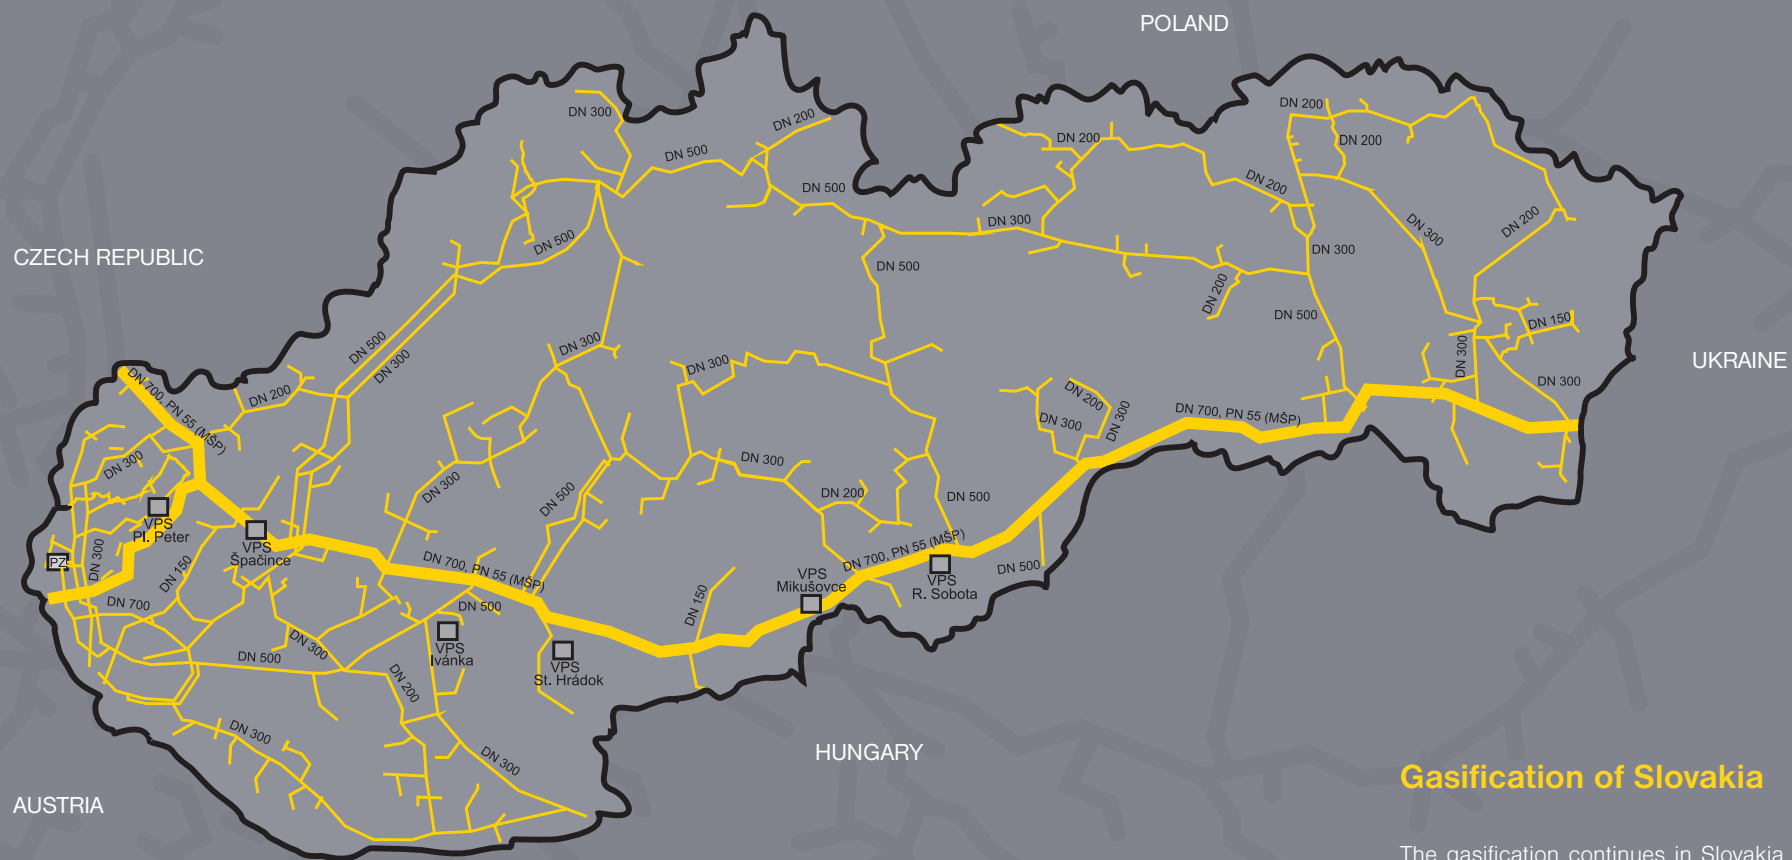 POLAND
DN 300
DN 200
DN 200
DN 500
DN 200
DN 200
DN 500
DN 200
DN 300
DN 300
DN 200
DN 500
CZECH REPUBLIC
DN 300
DN 500
DN 200
DN 500
DN 150
DN 500
DN 300
DN 300
DN 300
DN 300
UKRAINE
DN 700, PN 55 (MŠP)
DN 200
DN 200
DN 300
DN 300
DN 300
DN 700, PN 55 (MŠP)
DN 300
DN 300
DN 300
DN 500
DN 200
DN 500
VPS
Pl. Peter
VPS
Špačince
PZ
DN 300
DN 150
DN 700, PN 55 (MŠP)
DN 700, PN 55 (MŠP)
DN 500
VPS
Mikušovce
VPS
R. Sobota
DN 700
DN 500
DN 150
DN 300
DN 500
VPS
Ivánka
VPS
St. Hrádok
DN 200
DN 300
DN 300
HUNGARY
AUSTRIA
Gasification of Slovakia
The gasification continues in Slovakia